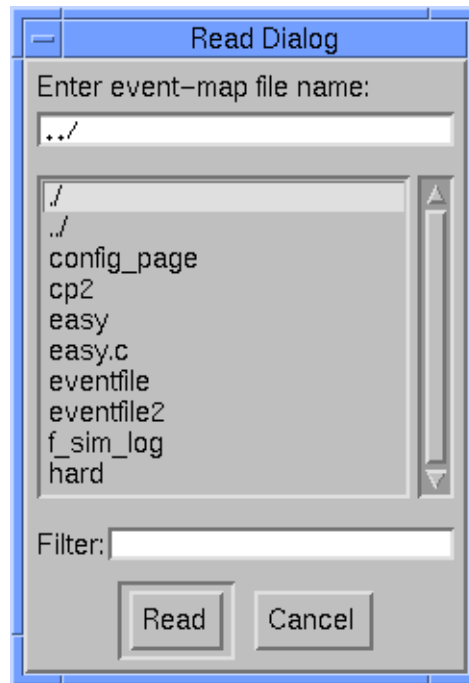 Read Dialog
Enter event-map file name:
../
./
../
config_page
cp2
easy
easy.c
eventfile
eventfile2
f_sim_log
hard
Filter:
Read Cancel